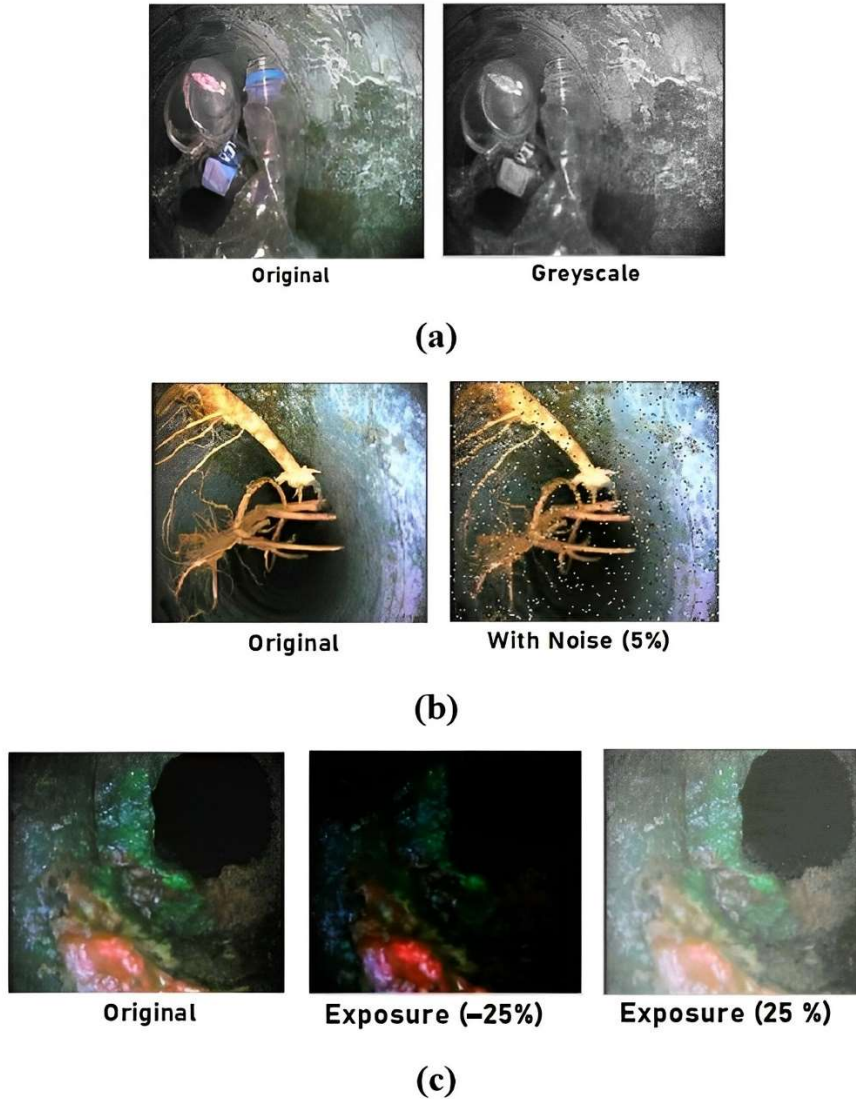 Original Greyscale
(a)
Original With Noise (5%)
(b)
Original Exposure (–25%) Exposure (25 %)
(c)